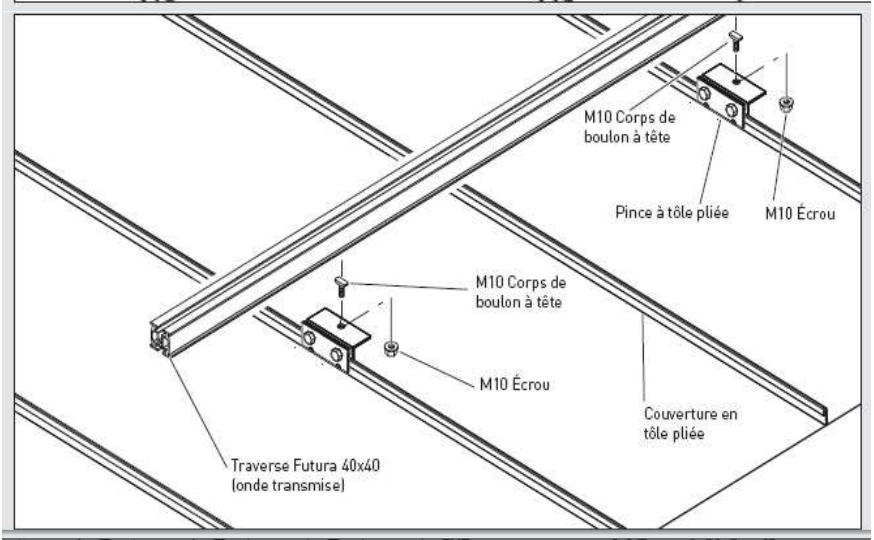 M10 Corps de
boulon à tête
Pince à tôle pliée
M10 Écrou
M10 Corps de
boulon à tête
M10 Écrou
Couverture en
tôle pliée
Traverse Futura 40x40
(onde transmise)